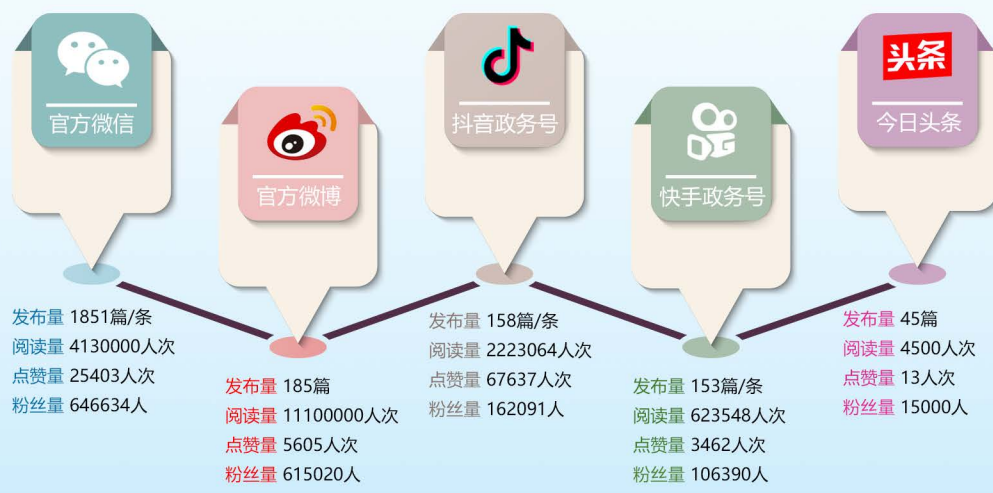 官方微信
发布量 1851篇/条
阅读量 4130000人次
点赞量 25403人次
粉丝量 646634人
官方微博
发布量 185篇
阅读量 11100000人次
点赞量 5605人次
粉丝量 615020人
抖音政务号
发布量 158篇/条
阅读量 2223064人次
点赞量 67637人次
粉丝量 162091人
快手政务号
发布量 153篇/条
阅读量 623548人次
点赞量 3462人次
粉丝量 106390人
头条
今日头条
发布量 45篇
阅读量 4500人次
点赞量 13人次
粉丝量 15000人